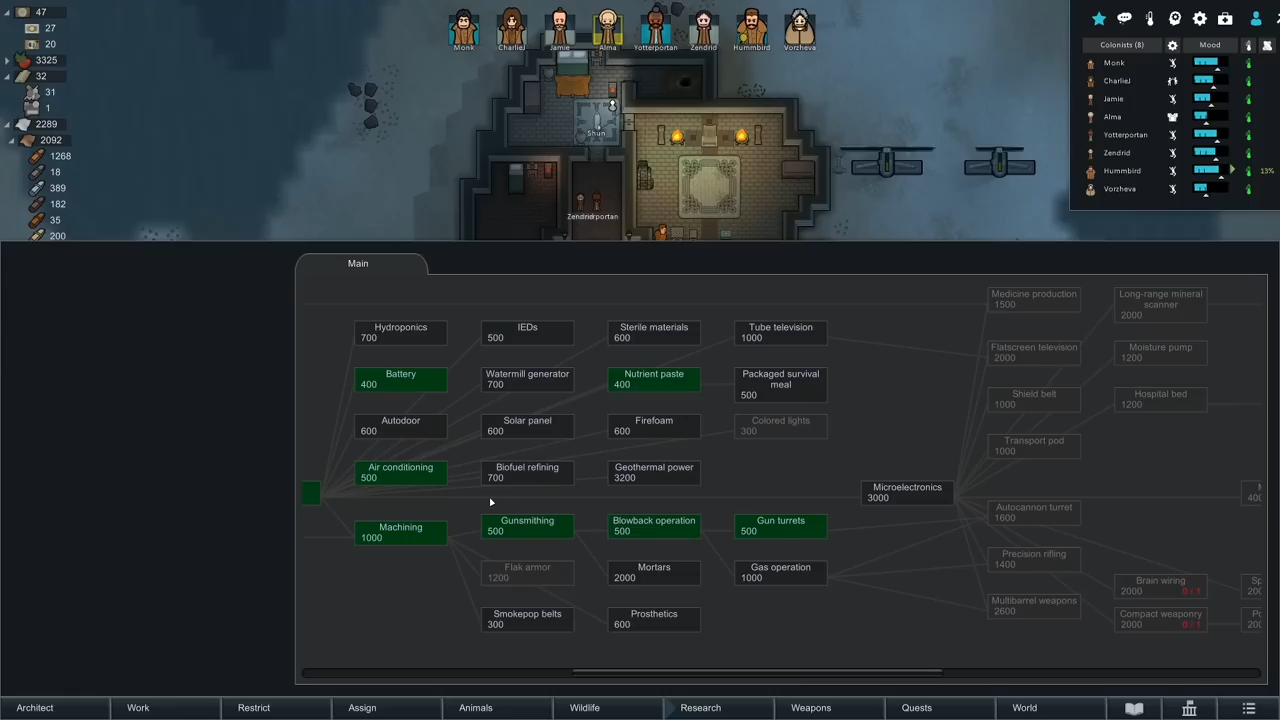 47
27
20
3325
32
31
1
2289
2092
1268
18
389
182
35
200
Monk
CharlieJ
Jamie
Alma
Yotterportan
Zendrid
Hummbird
Vorzheva
Shun
Colonists (8)
Mood
Monk
CharlieJ
Jamie
Alma
Yotterportan
Zendrid
Hummbird
13%
Vorzheva
Main
Hydroponics
700
IEDs
500
Sterile materials
600
Tube television
1000
Medicine production
1500
Long-range mineral
scanner
2000
Battery
400
Watermill generator
700
Nutrient paste
400
Packaged survival
meal
500
Flatscreen television
2000
Moisture pump
1200
Autodoor
600
Solar panel
600
Firefoam
600
Colored lights
300
Shield belt
1000
Hospital bed
1200
Transport pod
1000
Air conditioning
500
Biofuel refining
700
Geothermal power
3200
Microelectronics
3000
Machining
1000
Gunsmithing
500
Blowback operation
500
Gun turrets
500
Autocannon turret
1600
Flak armor
1200
Mortars
2000
Gas operation
1000
Precision rifling
1400
Brain wiring
2000 0 / 1
Smokepop belts
300
Prosthetics
600
Multibarrel weapons
2600
Compact weaponry
2000 0 / 1
Architect
Work
Restrict
Assign
Animals
Wildlife
Research
Weapons
Quests
World